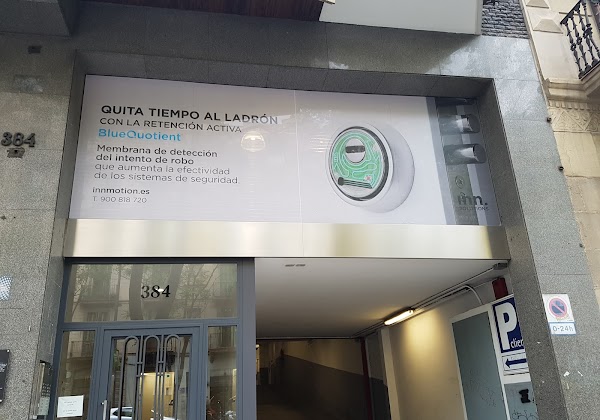 QUITA TIEMPO AL LADRÓN
CON LA RETENCIÓN ACTIVA
BlueQuotient
Membrana de detección
del intento de robo
que aumenta la efectividad
de los sistemas de seguridad.
innmotion.es
T. 900 818 720
inn.
384
384
P
0-24h